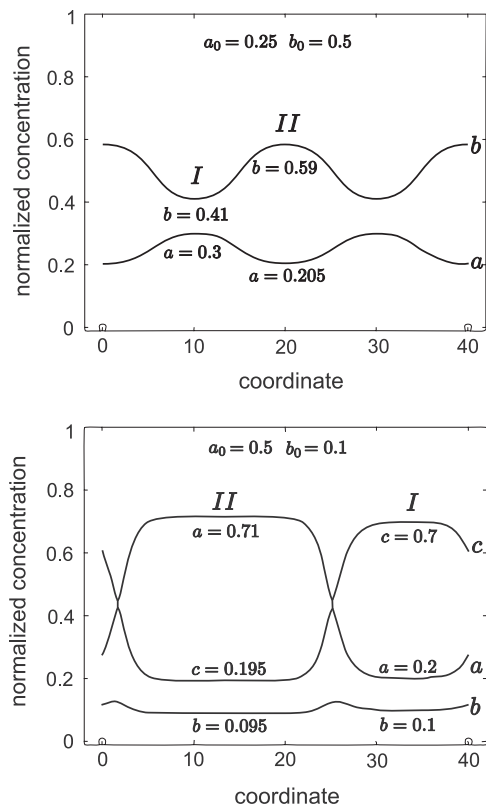 1
a₀ = 0.25 b₀ = 0.5
0.8
normalized concentration
0.6
II
b
b = 0.59
I
0.4
b = 0.41
a = 0.3
0.2
a = 0.205
a
0
0 10 20 30 40
coordinate
1
a₀ = 0.5 b₀ = 0.1
0.8
normalized concentration
II
I
a = 0.71
c = 0.7
0.6
c
0.4
c = 0.195
a = 0.2
a
0.2
b
b = 0.095
b = 0.1
0
0 10 20 30 40
coordinate